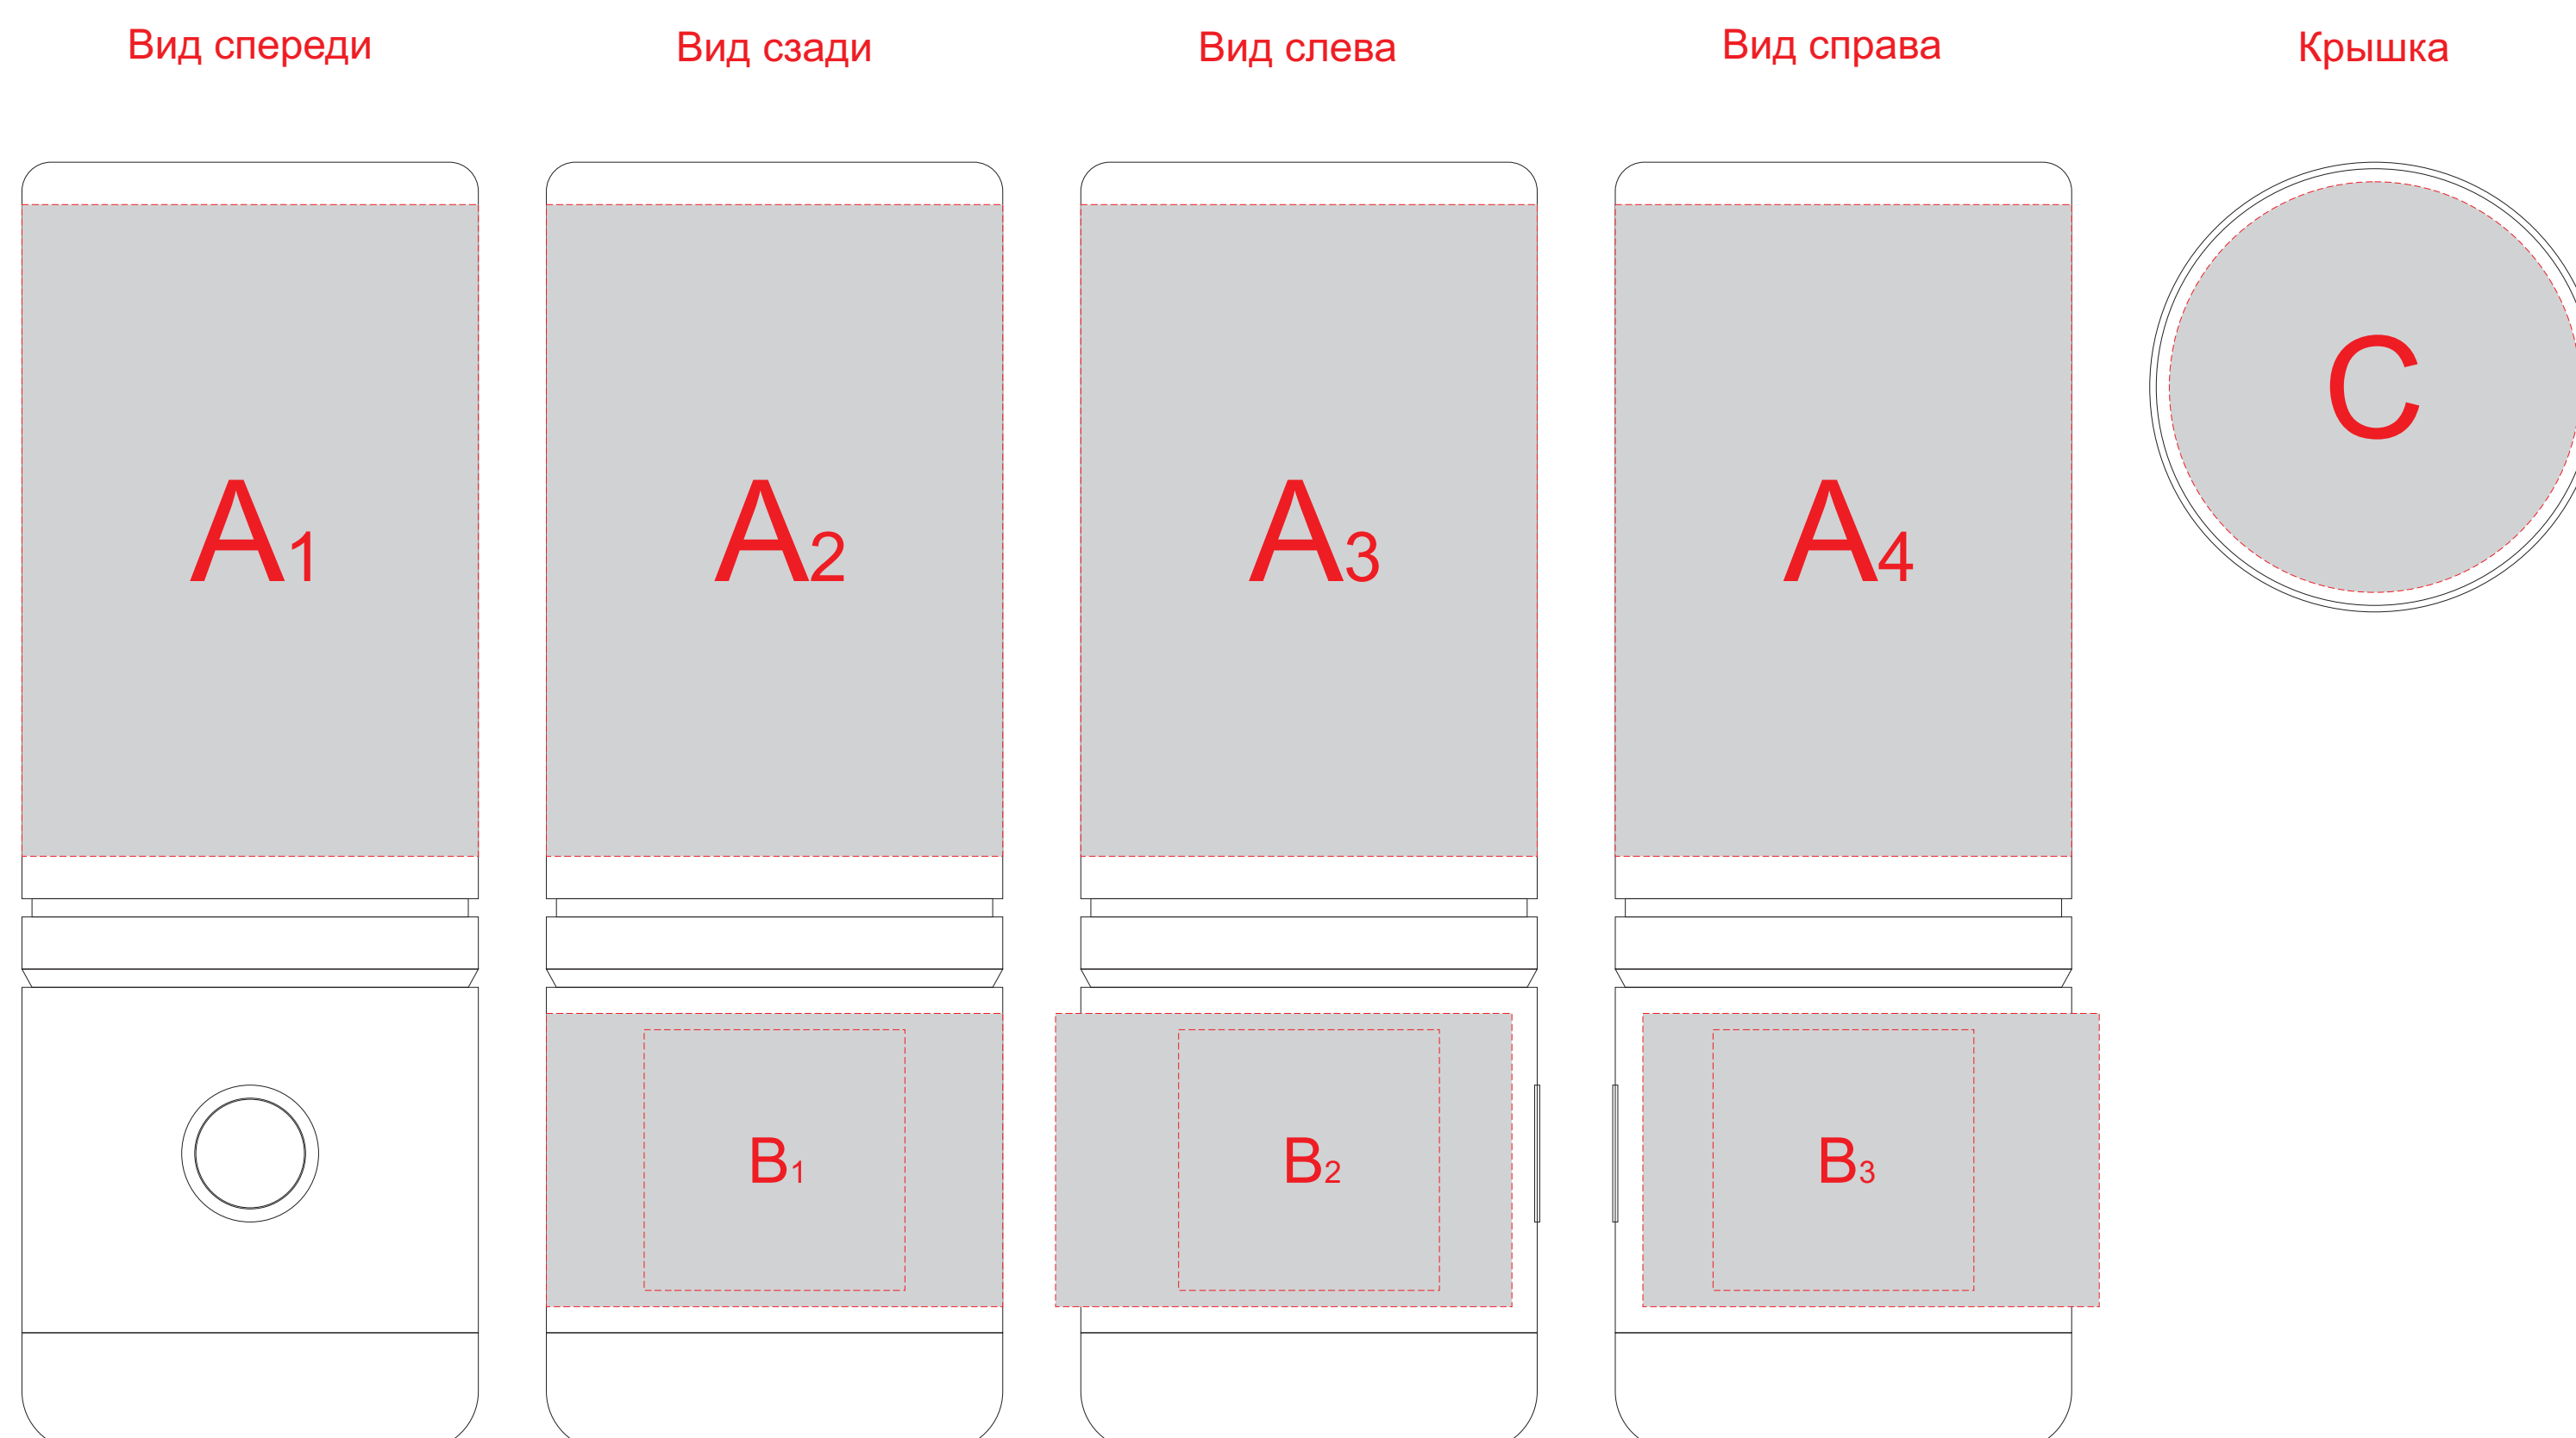 Вид спереди
Вид сзади
Вид слева
Вид справа
Крышка
A1
A2
A3
A4
C
B1
B2
B3